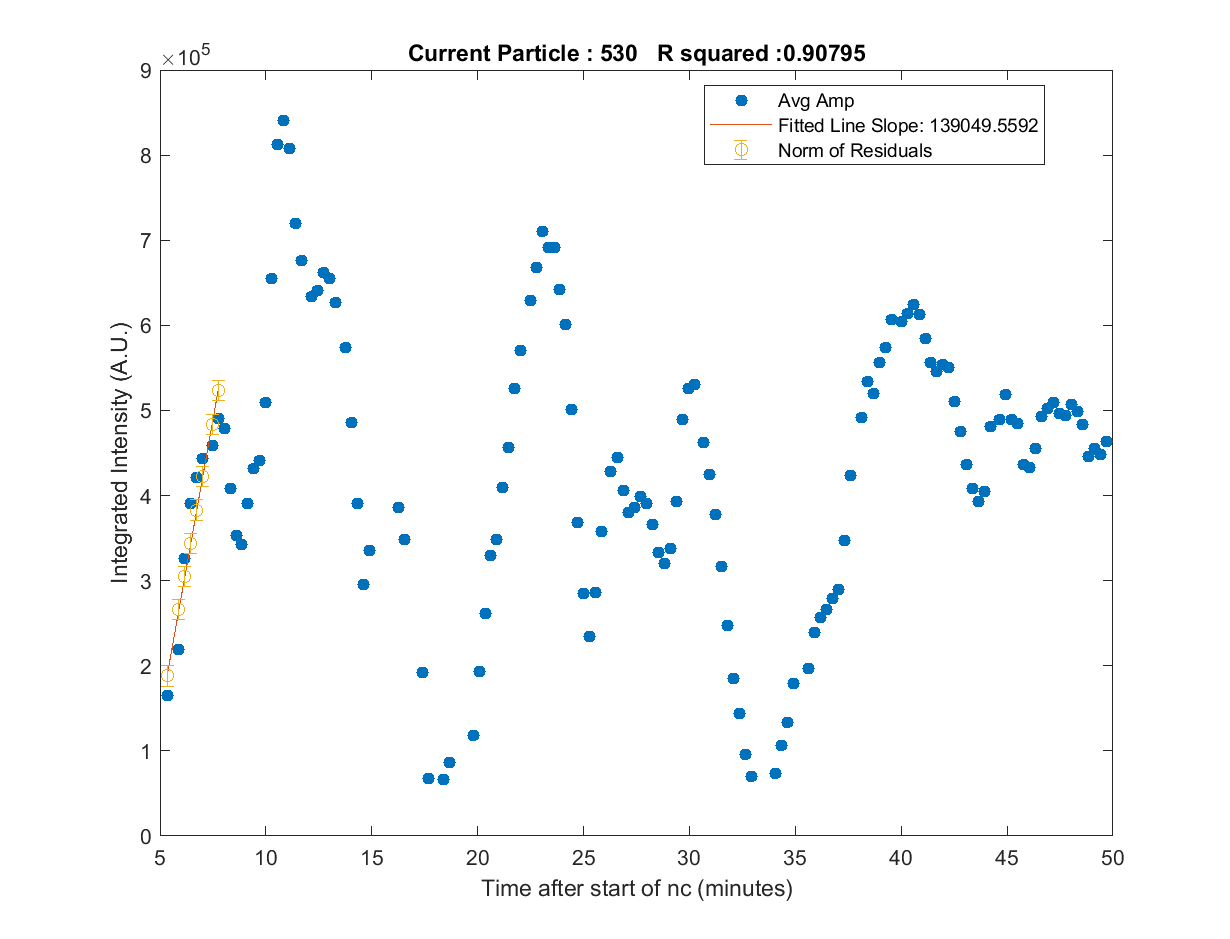 Current Particle : 530   R squared :0.90795
×10^5
Avg Amp
Fitted Line Slope: 139049.5592
Norm of Residuals
9
8
7
6
5
4
3
2
1
0
Integrated Intensity (A.U.)
5 10 15 20 25 30 35 40 45 50
Time after start of nc (minutes)